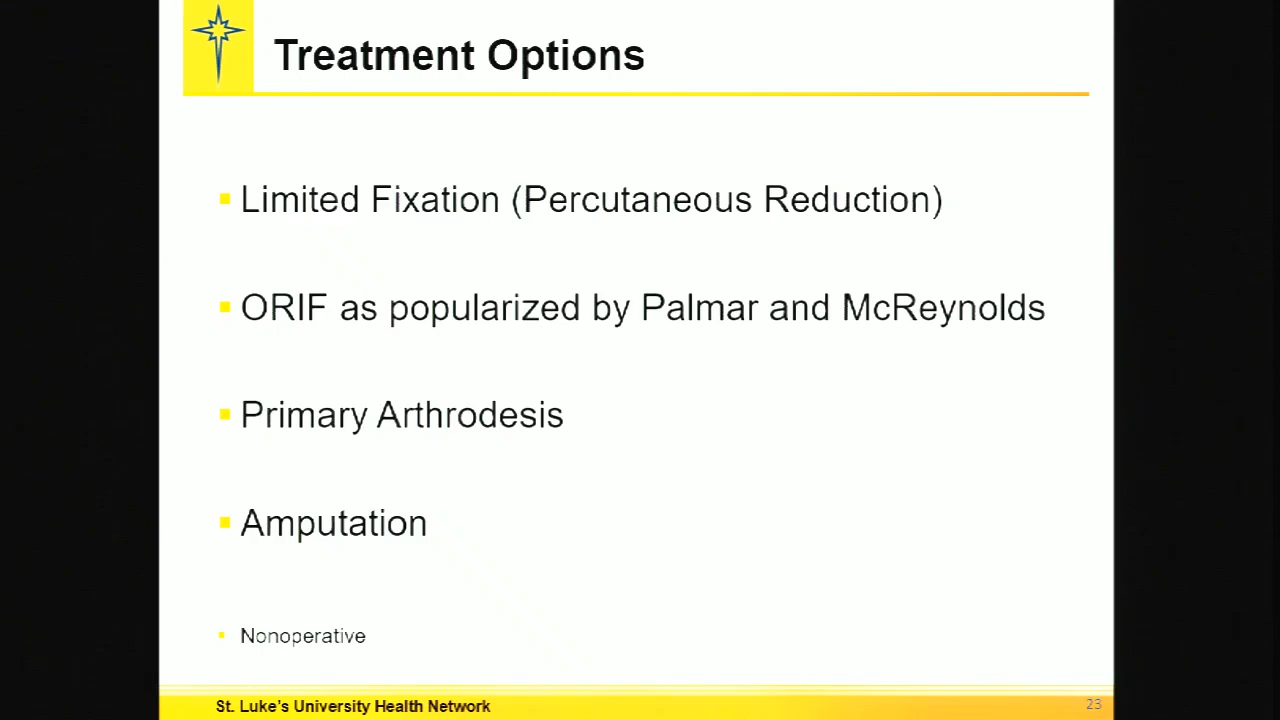 Treatment Options
▪ Limited Fixation (Percutaneous Reduction)
▪ ORIF as popularized by Palmar and McReynolds
▪ Primary Arthrodesis
▪ Amputation
▪ Nonoperative
St. Luke's University Health Network
23